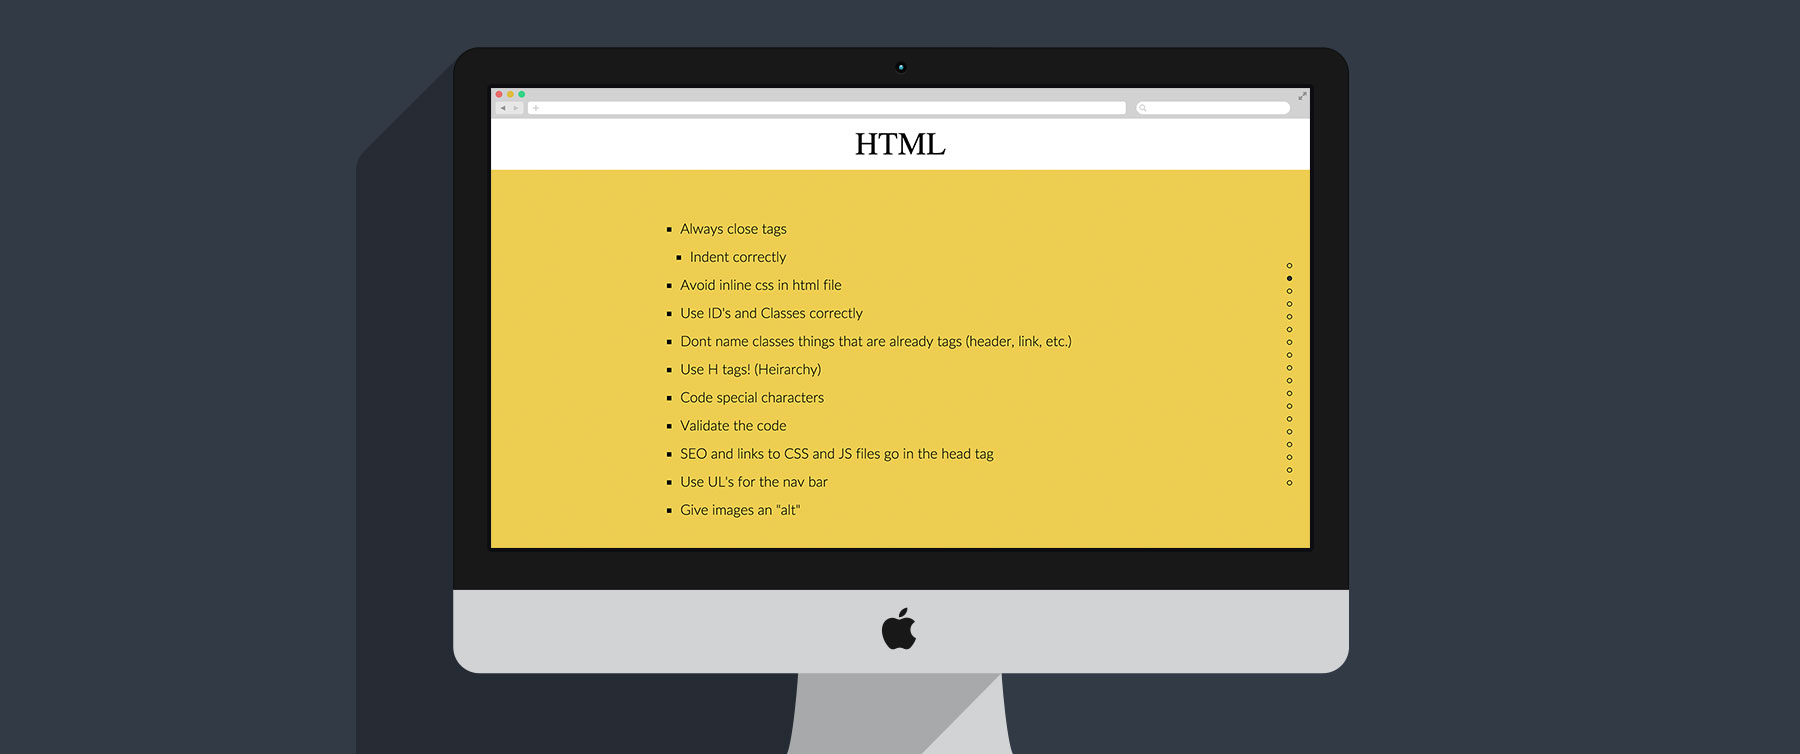 HTML
Always close tags
Indent correctly
Avoid inline css in html file
Use ID's and Classes correctly
Dont name classes things that are already tags (header, link, etc.)
Use H tags! (Heirarchy)
Code special characters
Validate the code
SEO and links to CSS and JS files go in the head tag
Use UL's for the nav bar
Give images an "alt"